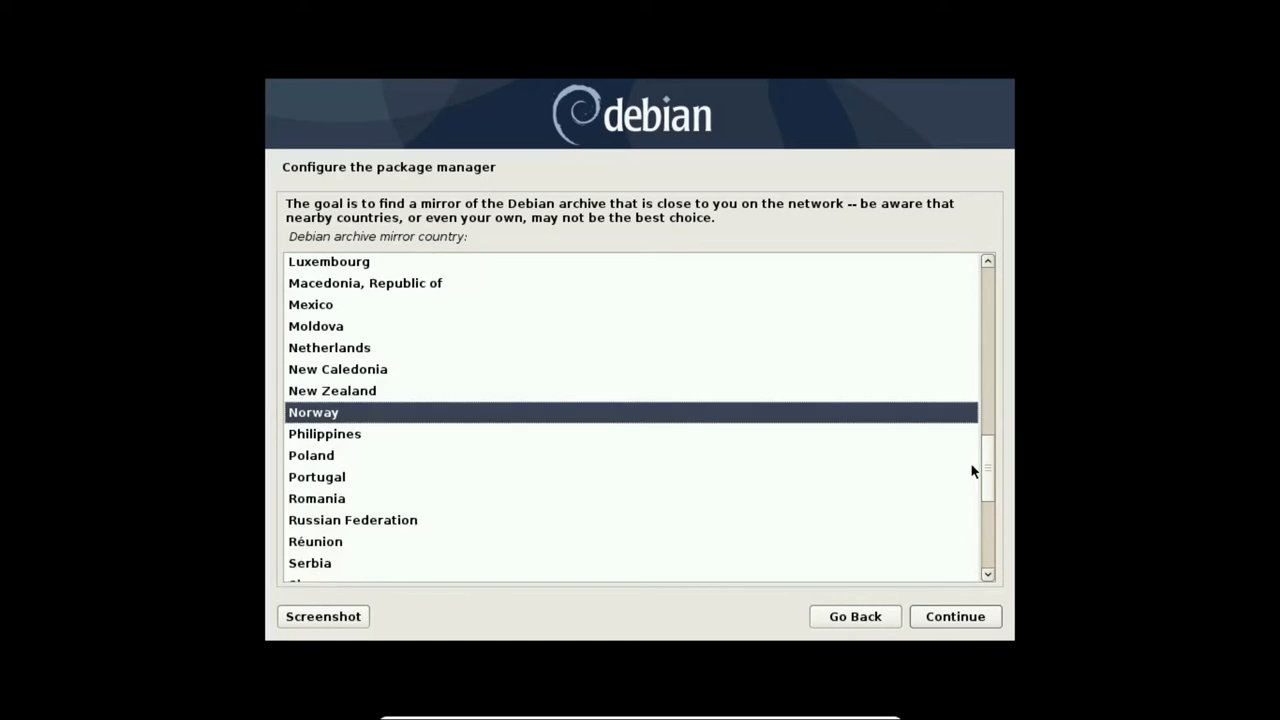 debian
Configure the package manager
The goal is to find a mirror of the Debian archive that is close to you on the network -- be aware that
nearby countries, or even your own, may not be the best choice.
Debian archive mirror country:
Luxembourg
Macedonia, Republic of
Mexico
Moldova
Netherlands
New Caledonia
New Zealand
Norway
Philippines
Poland
Portugal
Romania
Russian Federation
Réunion
Serbia
Screenshot
Go Back
Continue